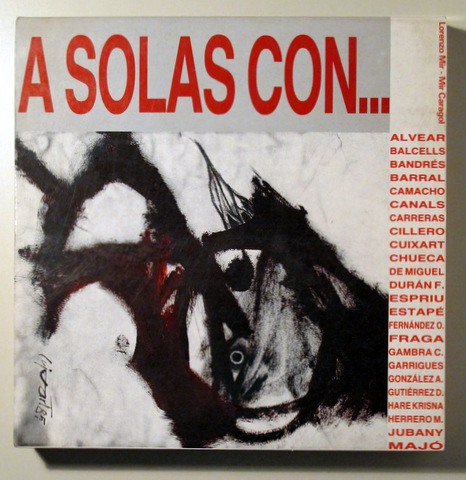 A SOLAS CON...
Lorenzo Mir - Mir Caragol
ALVEAR
BALCELLS
BANDRÉS
BARRAL
CAMACHO
CANALS
CARRERAS
CILLERO
CUIXART
CHUECA
DE MIGUEL
DURÁN F.
ESPRIU
ESTAPÉ
FERNÁNDEZ O.
FRAGA
GAMBRA C.
GARRIGUES
GONZÁLEZ A.
GUTIÉRREZ D.
HARE KRISNA
HERRERO M.
JUBANY
MAJÓ